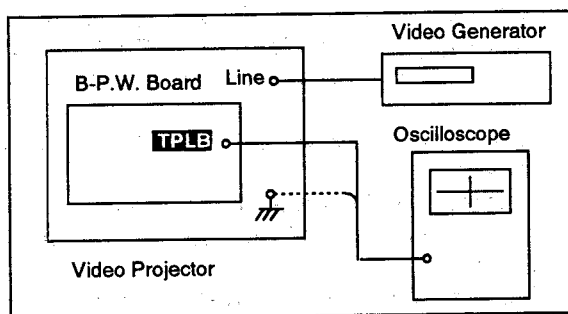 Video Generator
B-P.W. Board
Line
Oscilloscope
TPLB
Video Projector